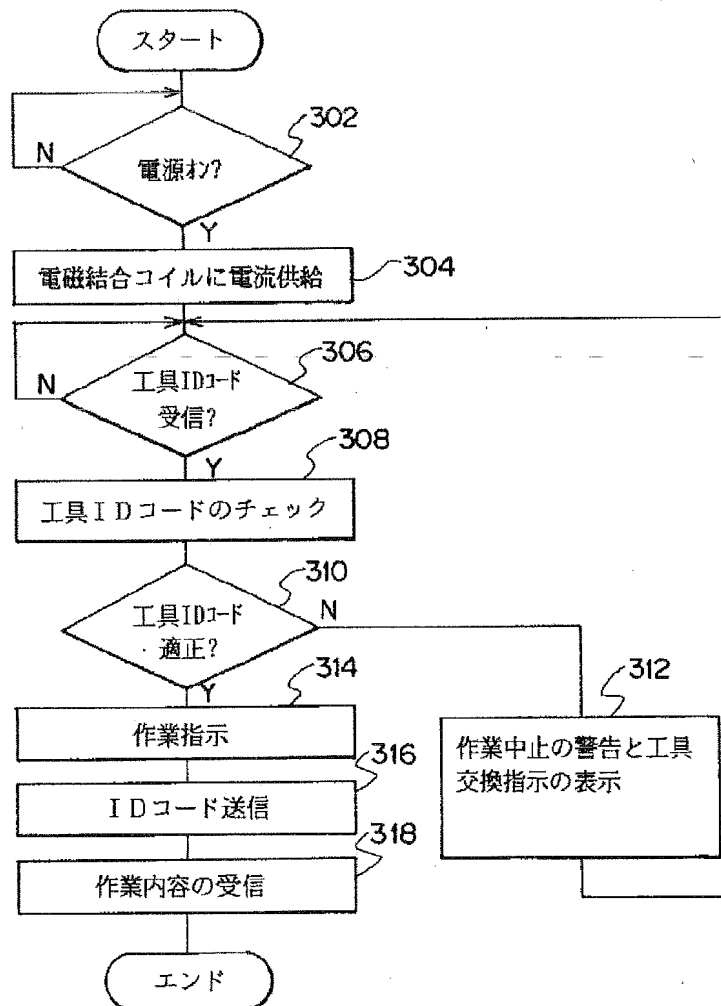 スタート
302
電源オン?
N
Y
電磁結合コイルに電流供給
304
306
工具IDコード
受信?
N
Y
308
工具IDコードのチェック
310
工具IDコード
適正?
N
Y
314
312
作業指示
作業中止の警告と工具
交換指示の表示
316
IDコード送信
318
作業内容の受信
エンド